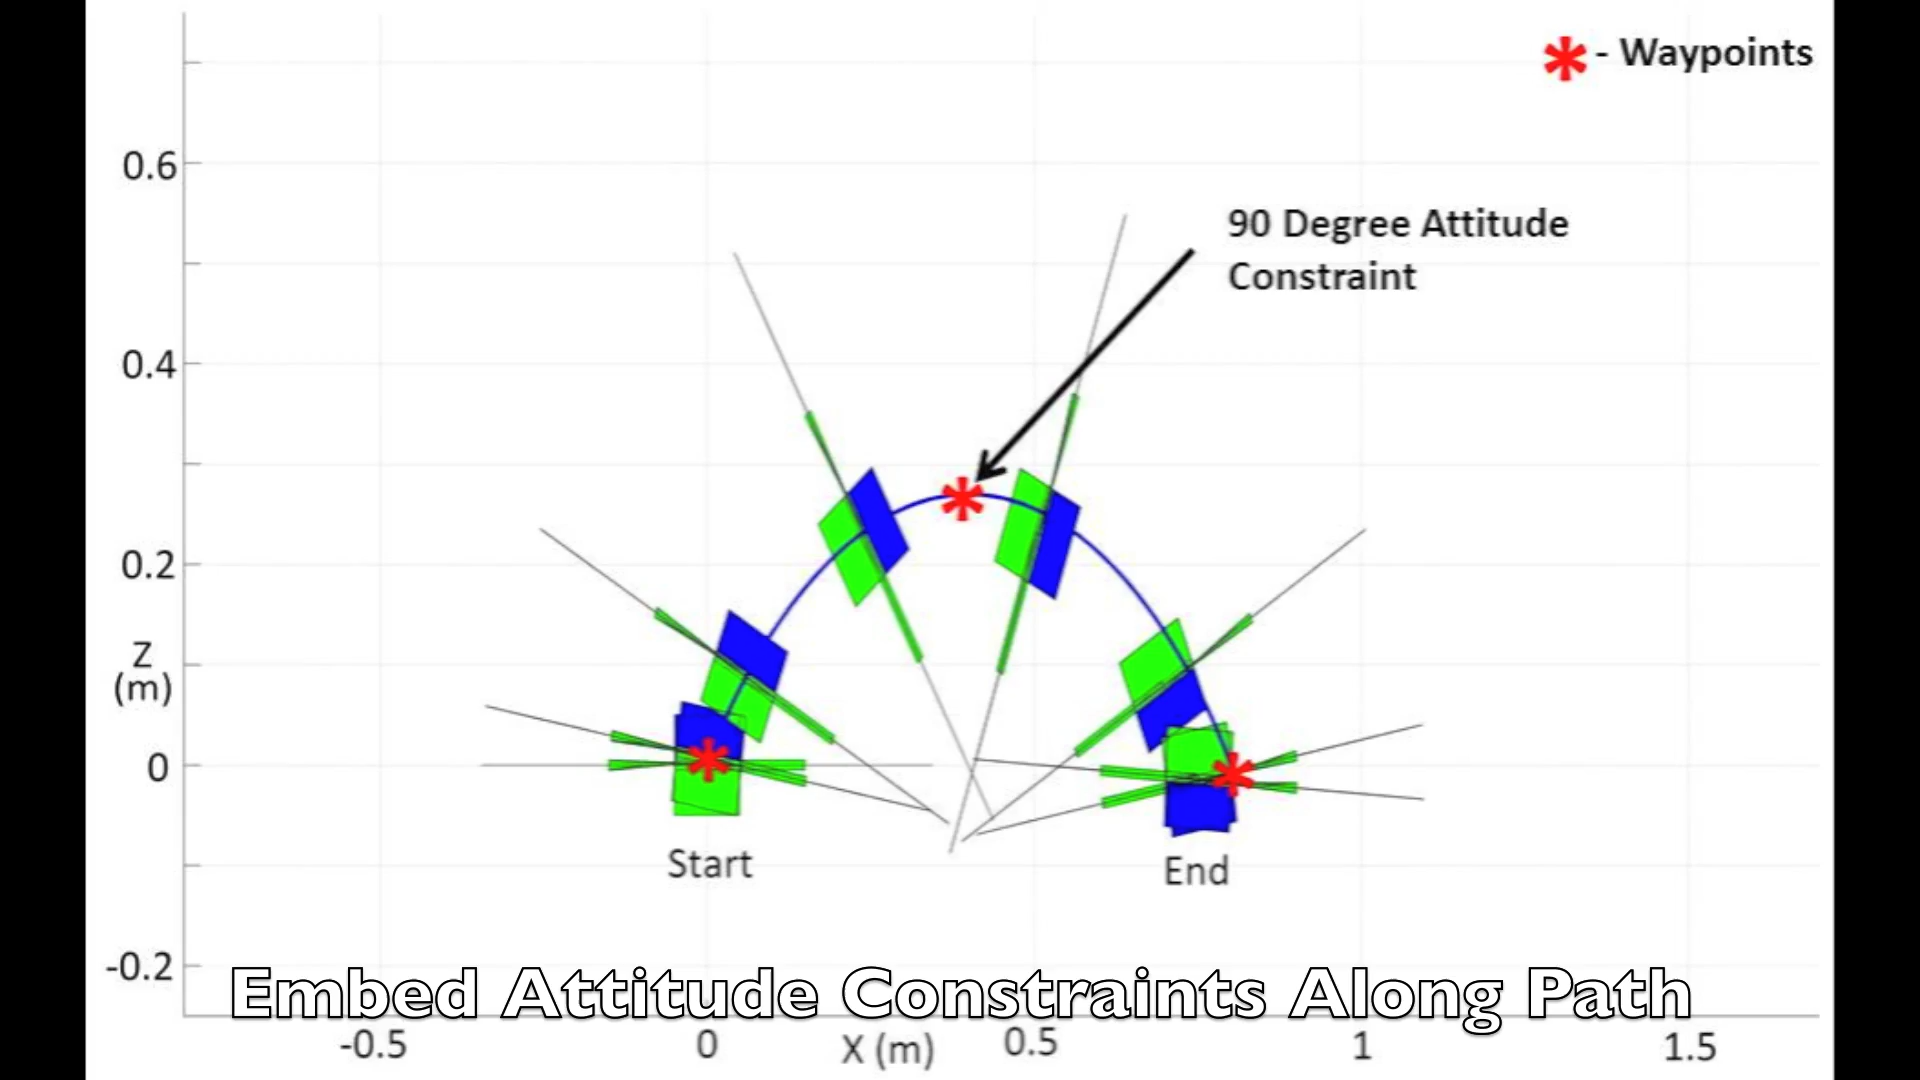 * - Waypoints
0.6
90 Degree Attitude
Constraint
0.4
0.2
Z
(m)
0
Start
End
-0.2
Embed Attitude Constraints Along Path
-0.5
0
X (m)
0.5
1
1.5